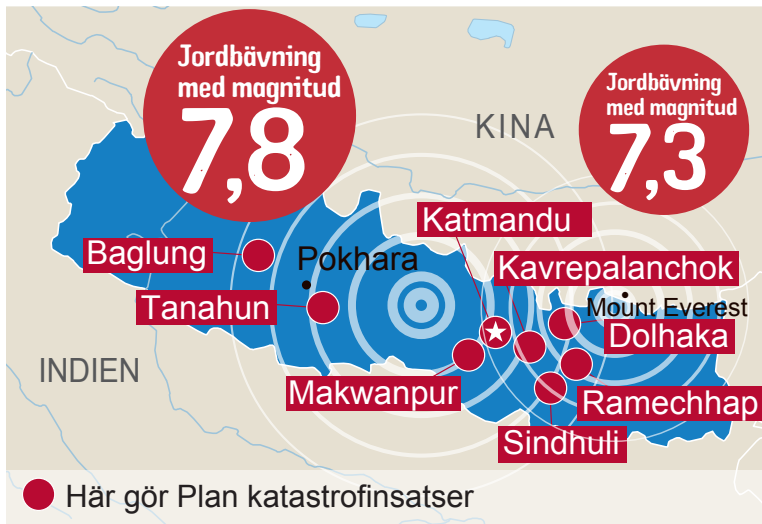 Jordbävning
med magnitud
7,8
Jordbävning
med magnitud
7,3
KINA
Katmandu
Baglung
Pokhara
Kavrepalanchok
Tanahun
Mount Everest
Dolhaka
INDIEN
Makwanpur
Ramechhap
Sindhuli
Här gör Plan katastrofinsatser